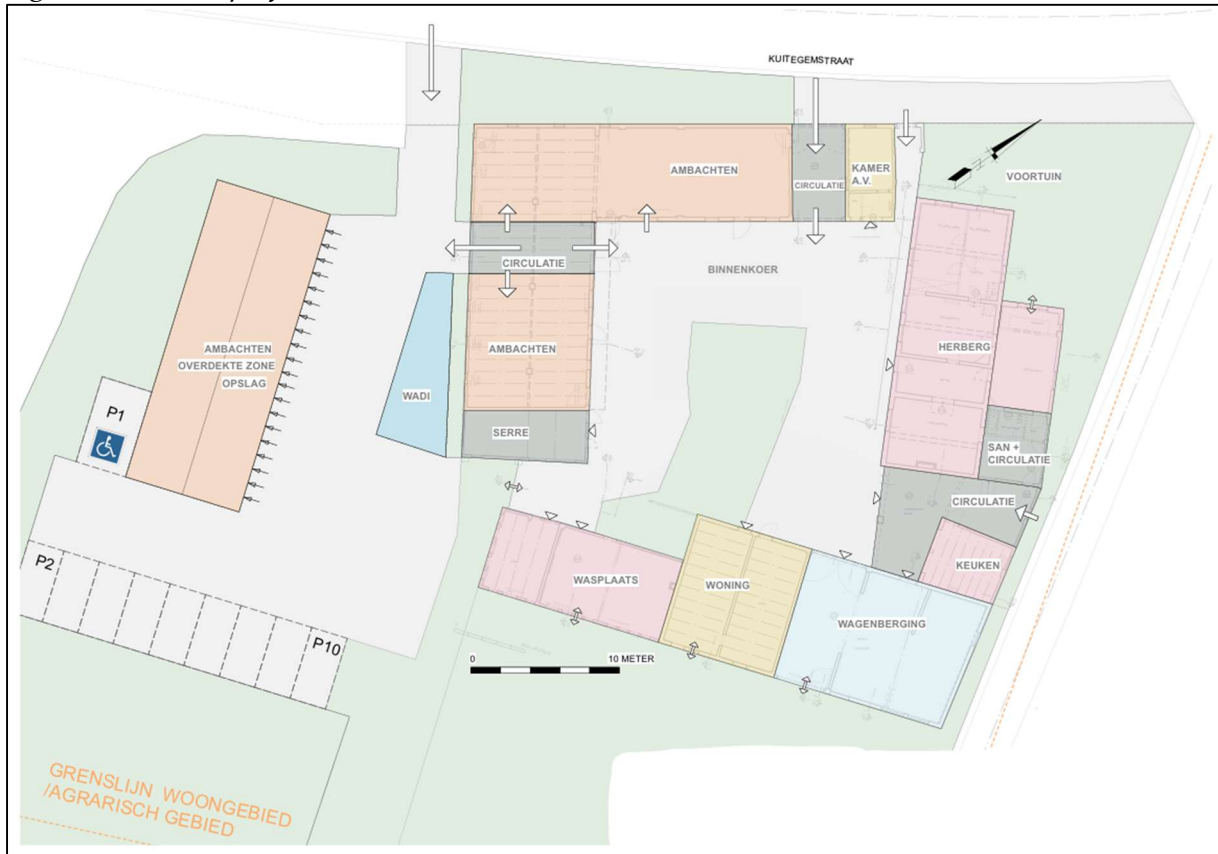 KUITEGEMSTRAAT
AMBACHTEN
CIRCULATIE
KAMER
A.V.
VOORTUIN
CIRCULATIE
BINNENKOER
AMBACHTEN
OVERDEKTE ZONE
OPSLAG
AMBACHTEN
HERBERG
WADI
P1
SERRE
SAN +
CIRCULATIE
CIRCULATIE
P2
WASPLAATS
WONING
KEUKEN
WAGENBERGING
P10
0 10 METER
GRENSLIJN WOONGEBIED
/AGRARISCH GEBIED